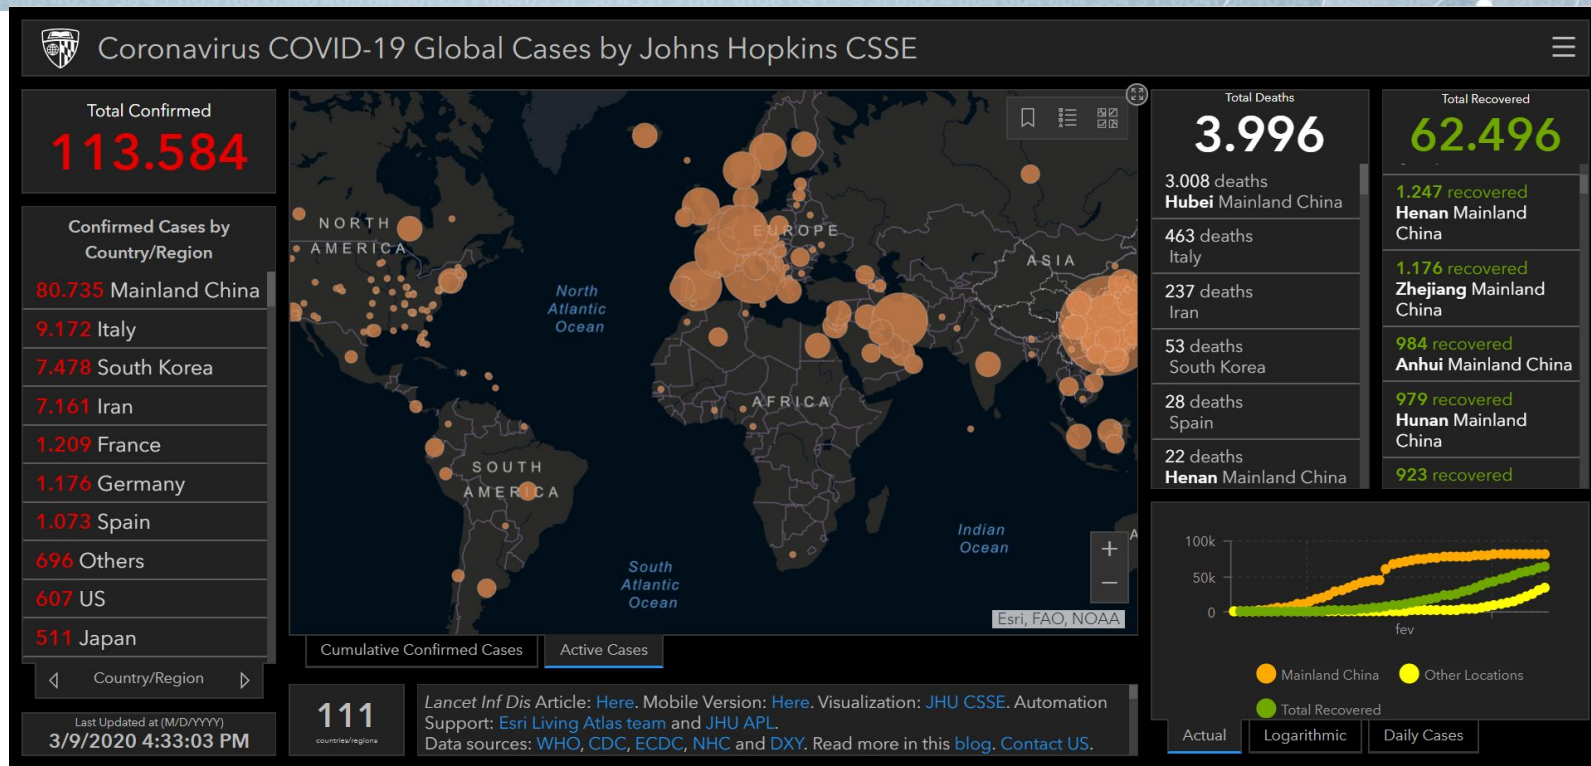 Coronavirus COVID-19 Global Cases by Johns Hopkins CSSE
Total Confirmed
113.584
Confirmed Cases by
Country/Region
80.735 Mainland China
9.172 Italy
7.478 South Korea
7.161 Iran
1.209 France
1.176 Germany
1.073 Spain
696 Others
607 US
511 Japan
Country/Region
Last Updated at (M/D/YYYY)
3/9/2020 4:33:03 PM
NORTH
AMERICA
EUROPE
ASIA
North
Atlantic
Ocean
AFRICA
SOUTH
AMERICA
Indian
Ocean
A
South
Atlantic
Ocean
+
−
Esri, FAO, NOAA
Cumulative Confirmed Cases
Active Cases
111
countries/regions
Lancet Inf Dis Article: Here. Mobile Version: Here. Visualization: JHU CSSE. Automation
Support: Esri Living Atlas team and JHU APL.
Data sources: WHO, CDC, ECDC, NHC and DXY. Read more in this blog. Contact US.
Total Deaths
3.996
3.008 deaths
Hubei Mainland China
463 deaths
Italy
237 deaths
Iran
53 deaths
South Korea
28 deaths
Spain
22 deaths
Henan Mainland China
Total Recovered
62.496
1.247 recovered
Henan Mainland
China
1.176 recovered
Zhejiang Mainland
China
984 recovered
Anhui Mainland China
979 recovered
Hunan Mainland
China
923 recovered
100k
50k
0
fev
Mainland China
Other Locations
Total Recovered
Actual
Logarithmic
Daily Cases